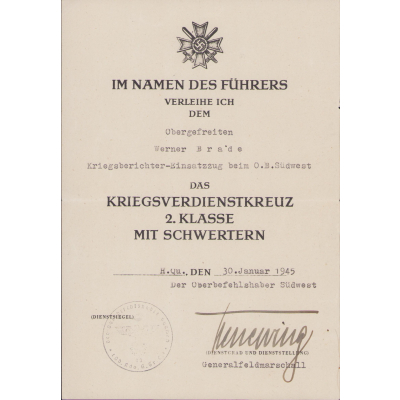 IM NAMEN DES FÜHRERS
VERLEIHE ICH
DEM
Obergefreiten
Werner Brade
Kriegsberichter-Einsatzzug beim O.B.Südwest
DAS
KRIEGSVERDIENSTKREUZ
2. KLASSE
MIT SCHWERTERN
H.Qu., DEN 30.Januar 1945
Der Oberbefehlshaber Südwest
(DIENSTSIEGEL)
(DIENSTGRAD UND DIENSTSTELLUNG)
Generalfeldmarschall